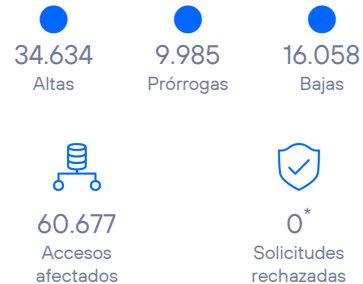 34.634 9.985 16.058
Altas Prórrogas Bajas
60.677 0*
Accesos Solicitudes
afectados rechazadas